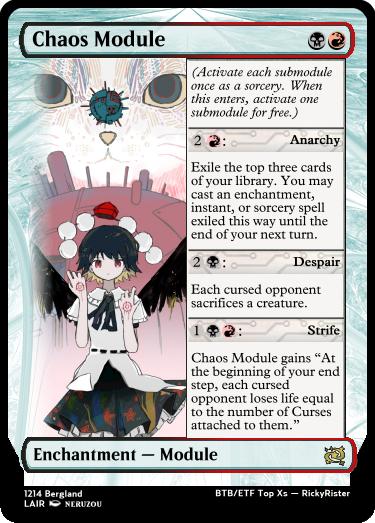 Chaos Module
(Activate each submodule
once as a sorcery. When
this enters, activate one
submodule for free.)
2 : Anarchy
Exile the top three cards
of your library. You may
cast an enchantment,
instant, or sorcery spell
exiled this way until the
end of your next turn.
2 : Despair
Each cursed opponent
sacrifices a creature.
1 : Strife
Chaos Module gains “At
the beginning of your end
step, each cursed
opponent loses life equal
to the number of Curses
attached to them.”
Enchantment — Module
1214 Bergland
BTB/ETF Top Xs — RickyRister
LAIR NERUZOU